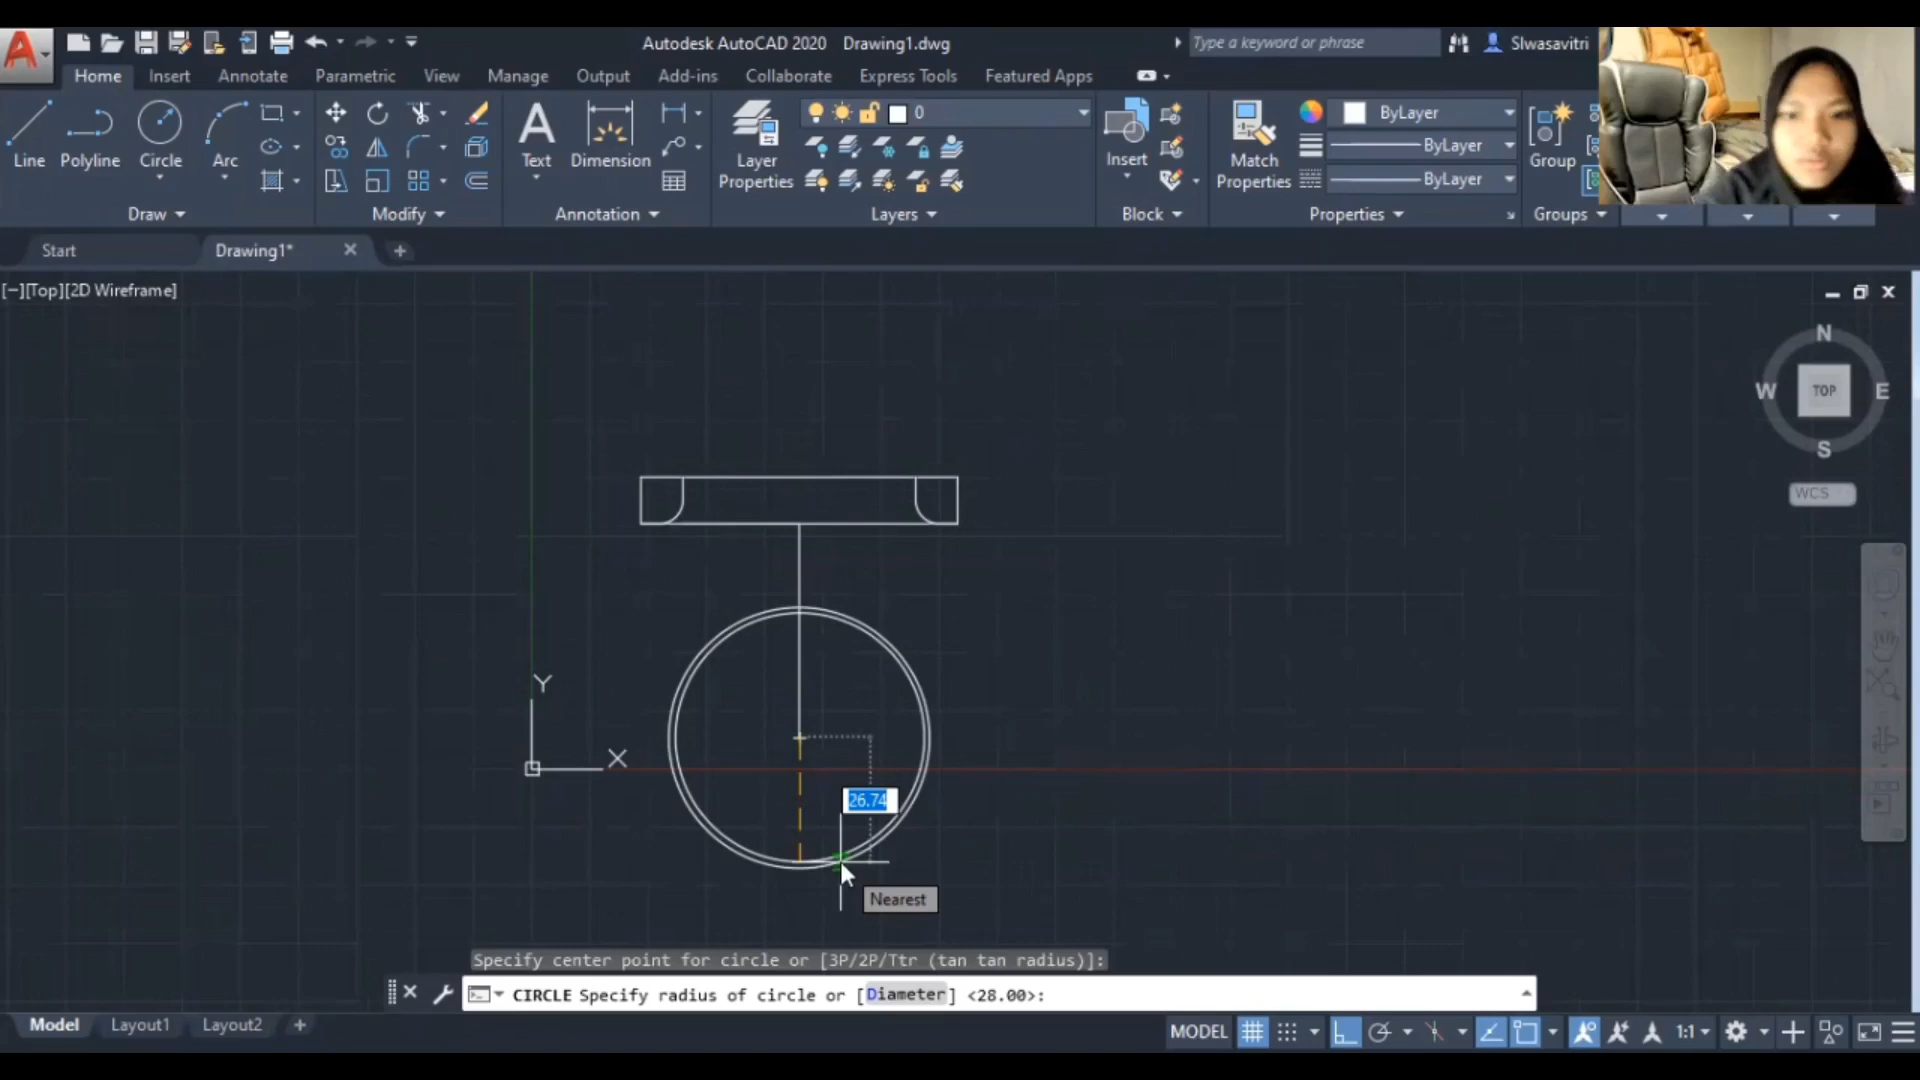 Autodesk AutoCAD 2020 Drawing1.dwg
Type a keyword or phrase
SIwasavitri
Home Insert Annotate Parametric View Manage Output Add-ins Collaborate Express Tools Featured Apps
Line Polyline Circle Arc
Text Dimension
Layer Properties
0
Insert
Match Properties
ByLayer
ByLayer
ByLayer
Group
Draw Modify Annotation Layers Block Properties Groups
Start Drawing1*
[−][Top][2D Wireframe]
N
W TOP E
S
WCS
Y
X
26.74
Nearest
Specify center point for circle or [3P/2P/Ttr (tan tan radius)]:
CIRCLE Specify radius of circle or [Diameter] <28.00>:
Model Layout1 Layout2
MODEL 1:1